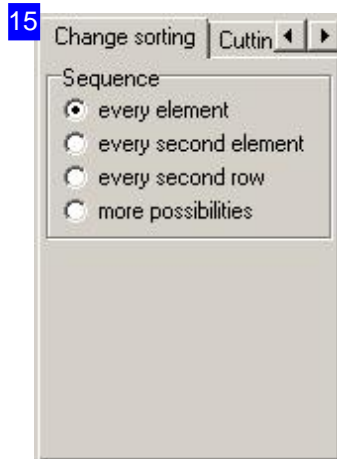 15
Change sorting Cuttin
Sequence
every element
every second element
every second row
more possibilities